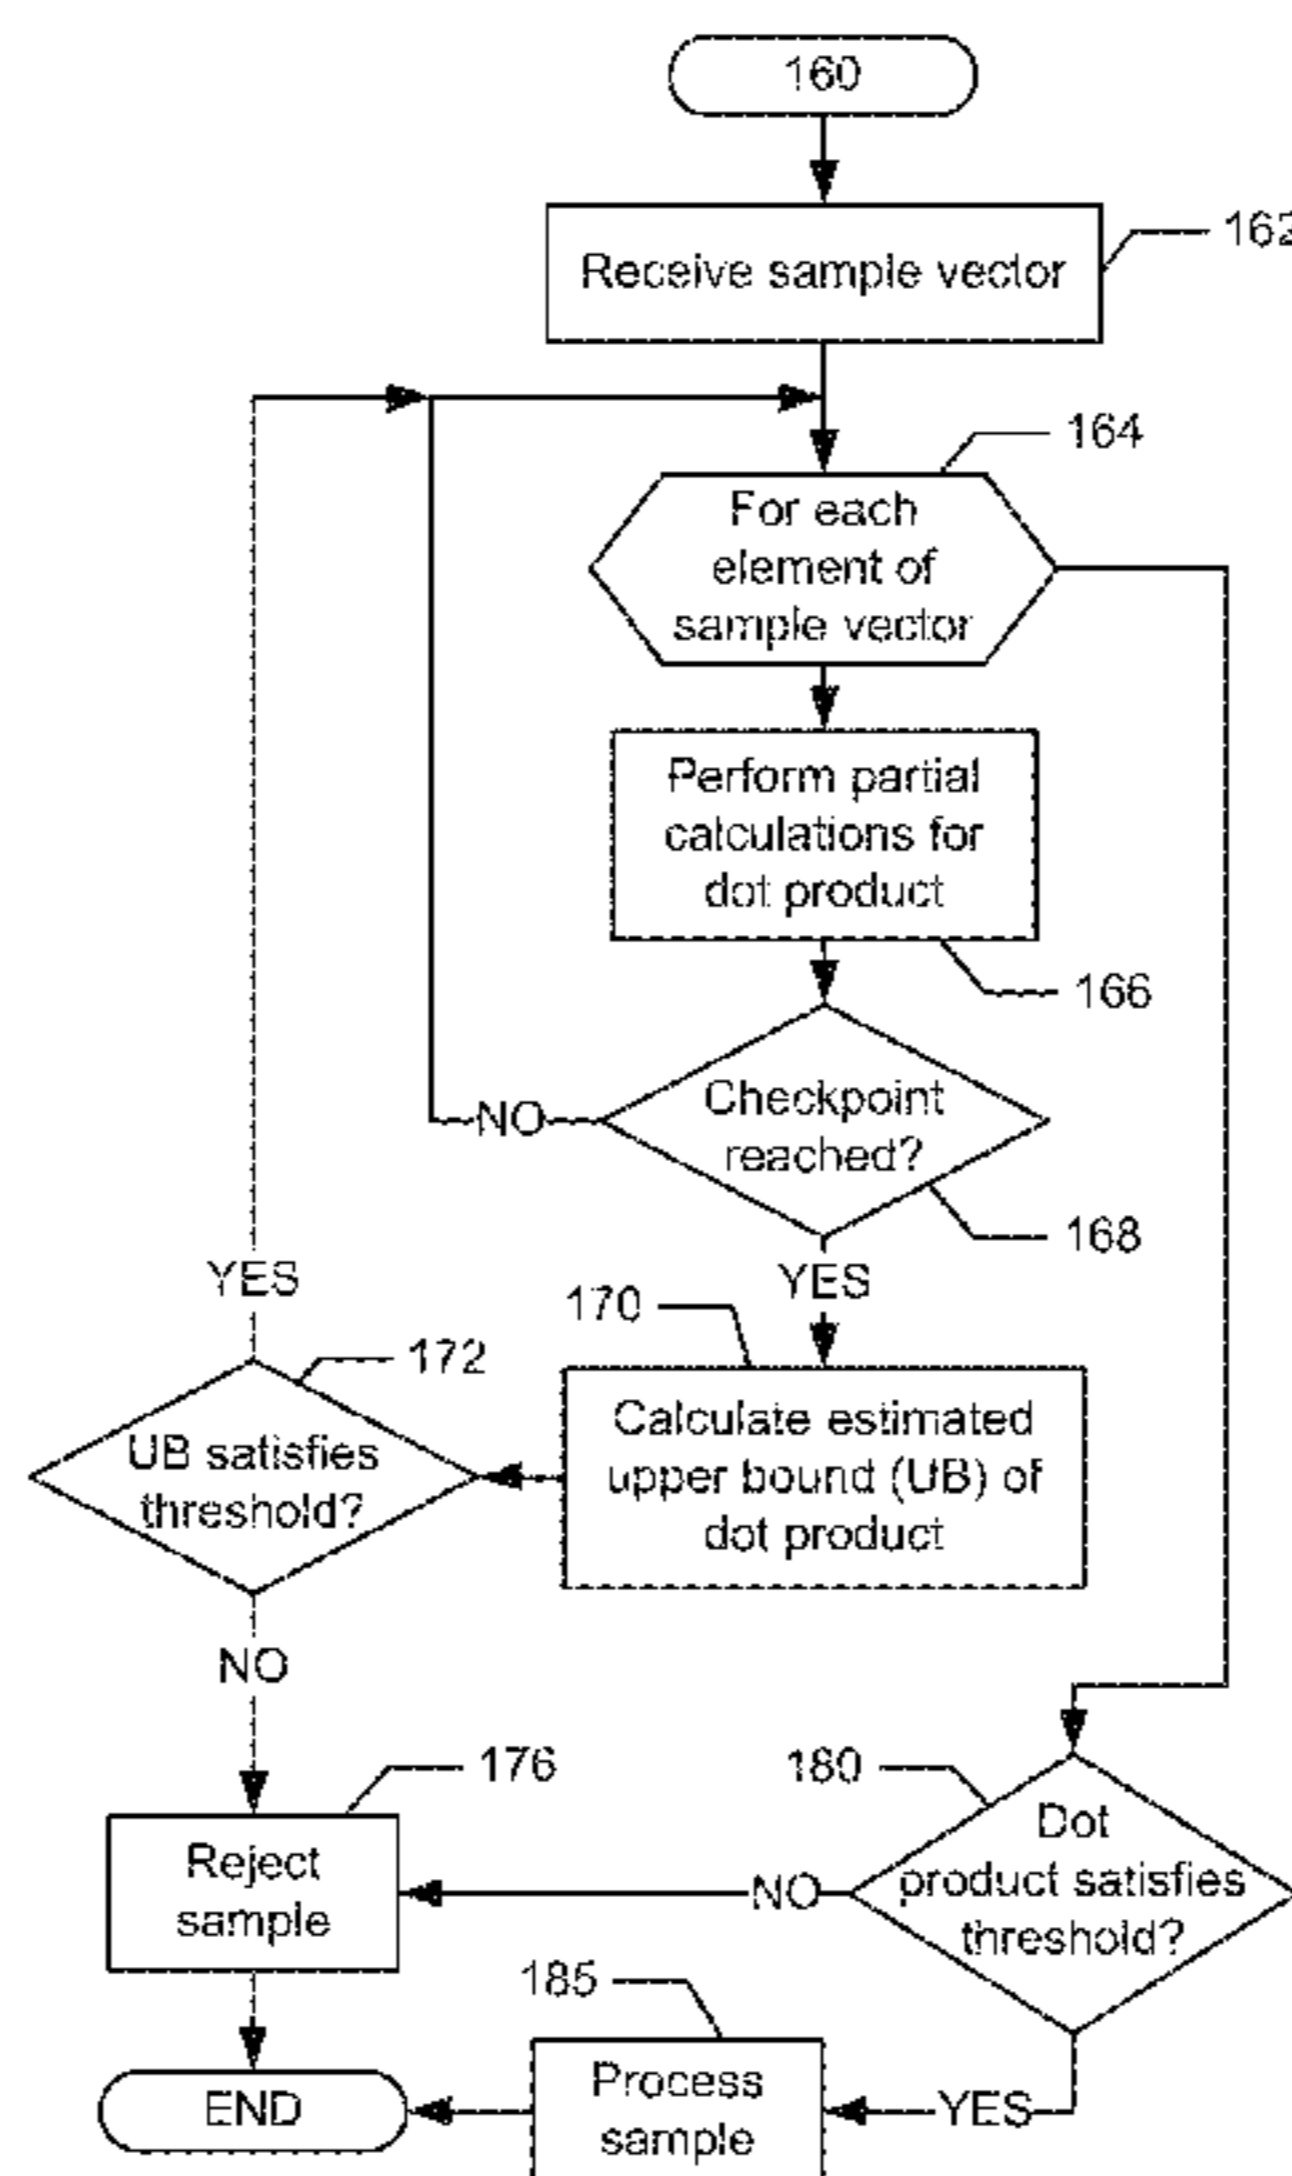 160
Receive sample vector
162
164
For each
element of
sample vector
Perform partial
calculations for
dot product
166
Checkpoint
reached?
NO
168
YES
YES
170
172
Calculate estimated
upper bound (UB) of
dot product
UB satisfies
threshold?
NO
176
180
Reject
sample
Dot
product satisfies
threshold?
NO
185
Process
sample
YES
END